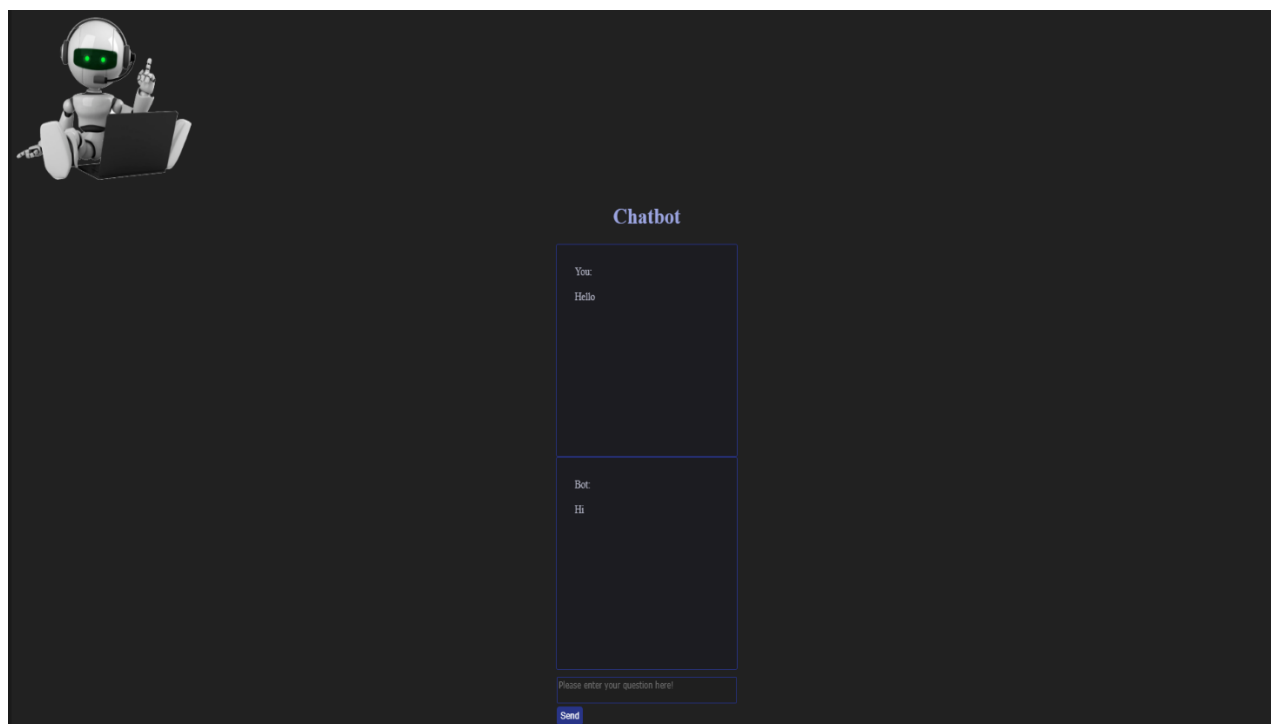 Chatbot
You:
Hello
Bot:
Hi
Please enter your question here!
Send